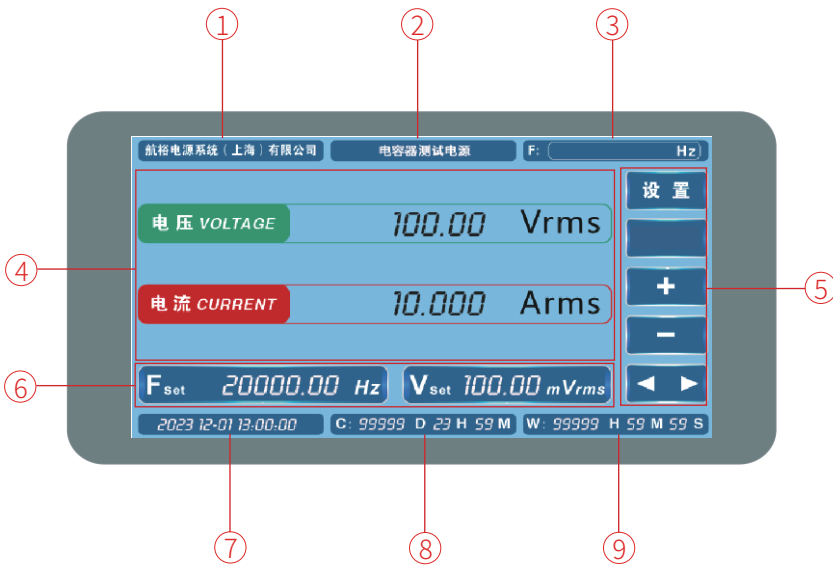 ① ② ③
航裕电源系统（上海）有限公司 电容器测试电源 F: Hz
设 置
电 压 VOLTAGE 100.00 Vrms
④
+ ⑤
电 流 CURRENT 10.000 Arms
−
⑥ Fset 20000.00 Hz Vset 100.00 mVrms ◀ ▶
2023 12-01 13:00:00 C: 99999 D 23 H 59 M W: 99999 H 59 M 59 S
⑦ ⑧ ⑨